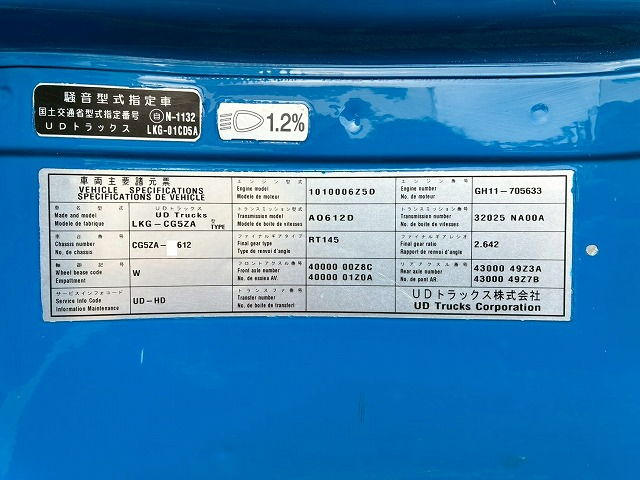 騒音型式指定車
国土交通省型式指定番号 自 N-1132
UDトラックス LKG-01CD5A
1.2%
車両主要諸元票
VEHICLE SPECIFICATIONS
SPECIFICATIONS DE VEHICLE
エンジン型式
Engine model
Modele de moteur
1010006Z5D
エンジン番号
Engine number
No. de moteur
GH11-705633
車名型式
Made and model
Modele de fabrique
UDトラックス
UD Trucks
LKG-CG5ZA
型
TYPE
トランスミッション型式
Transmission model
Modele de boite de vitesses
AO612D
トランスミッション番号
Transmission number
No. de boite de vitesses
32025 NA00A
車台番号
Chassis number
No. de chassis
CG5ZA- 612
ファイナルギアタイプ
Final gear type
Type de renvoi d'angle
RT145
ファイナルギアレシオ
Final gear ratio
Rapport de renvoi d'angle
2.642
軸距記号
Wheel bease code
Empaltment
W
フロントアクスル番号
Front axle number
No. de essieu AV.
40000 00Z8C
40000 01Z0A
リアアクスル番号
Rear axle number
No. de pont AR.
43000 49Z3A
43000 49Z7B
サービスインフォコード
Service Info Code
Information Maintenance
UD-HD
トランスファ番号
Transfer number
No. de boite de transfert
UDトラックス株式会社
UD Trucks Corporation